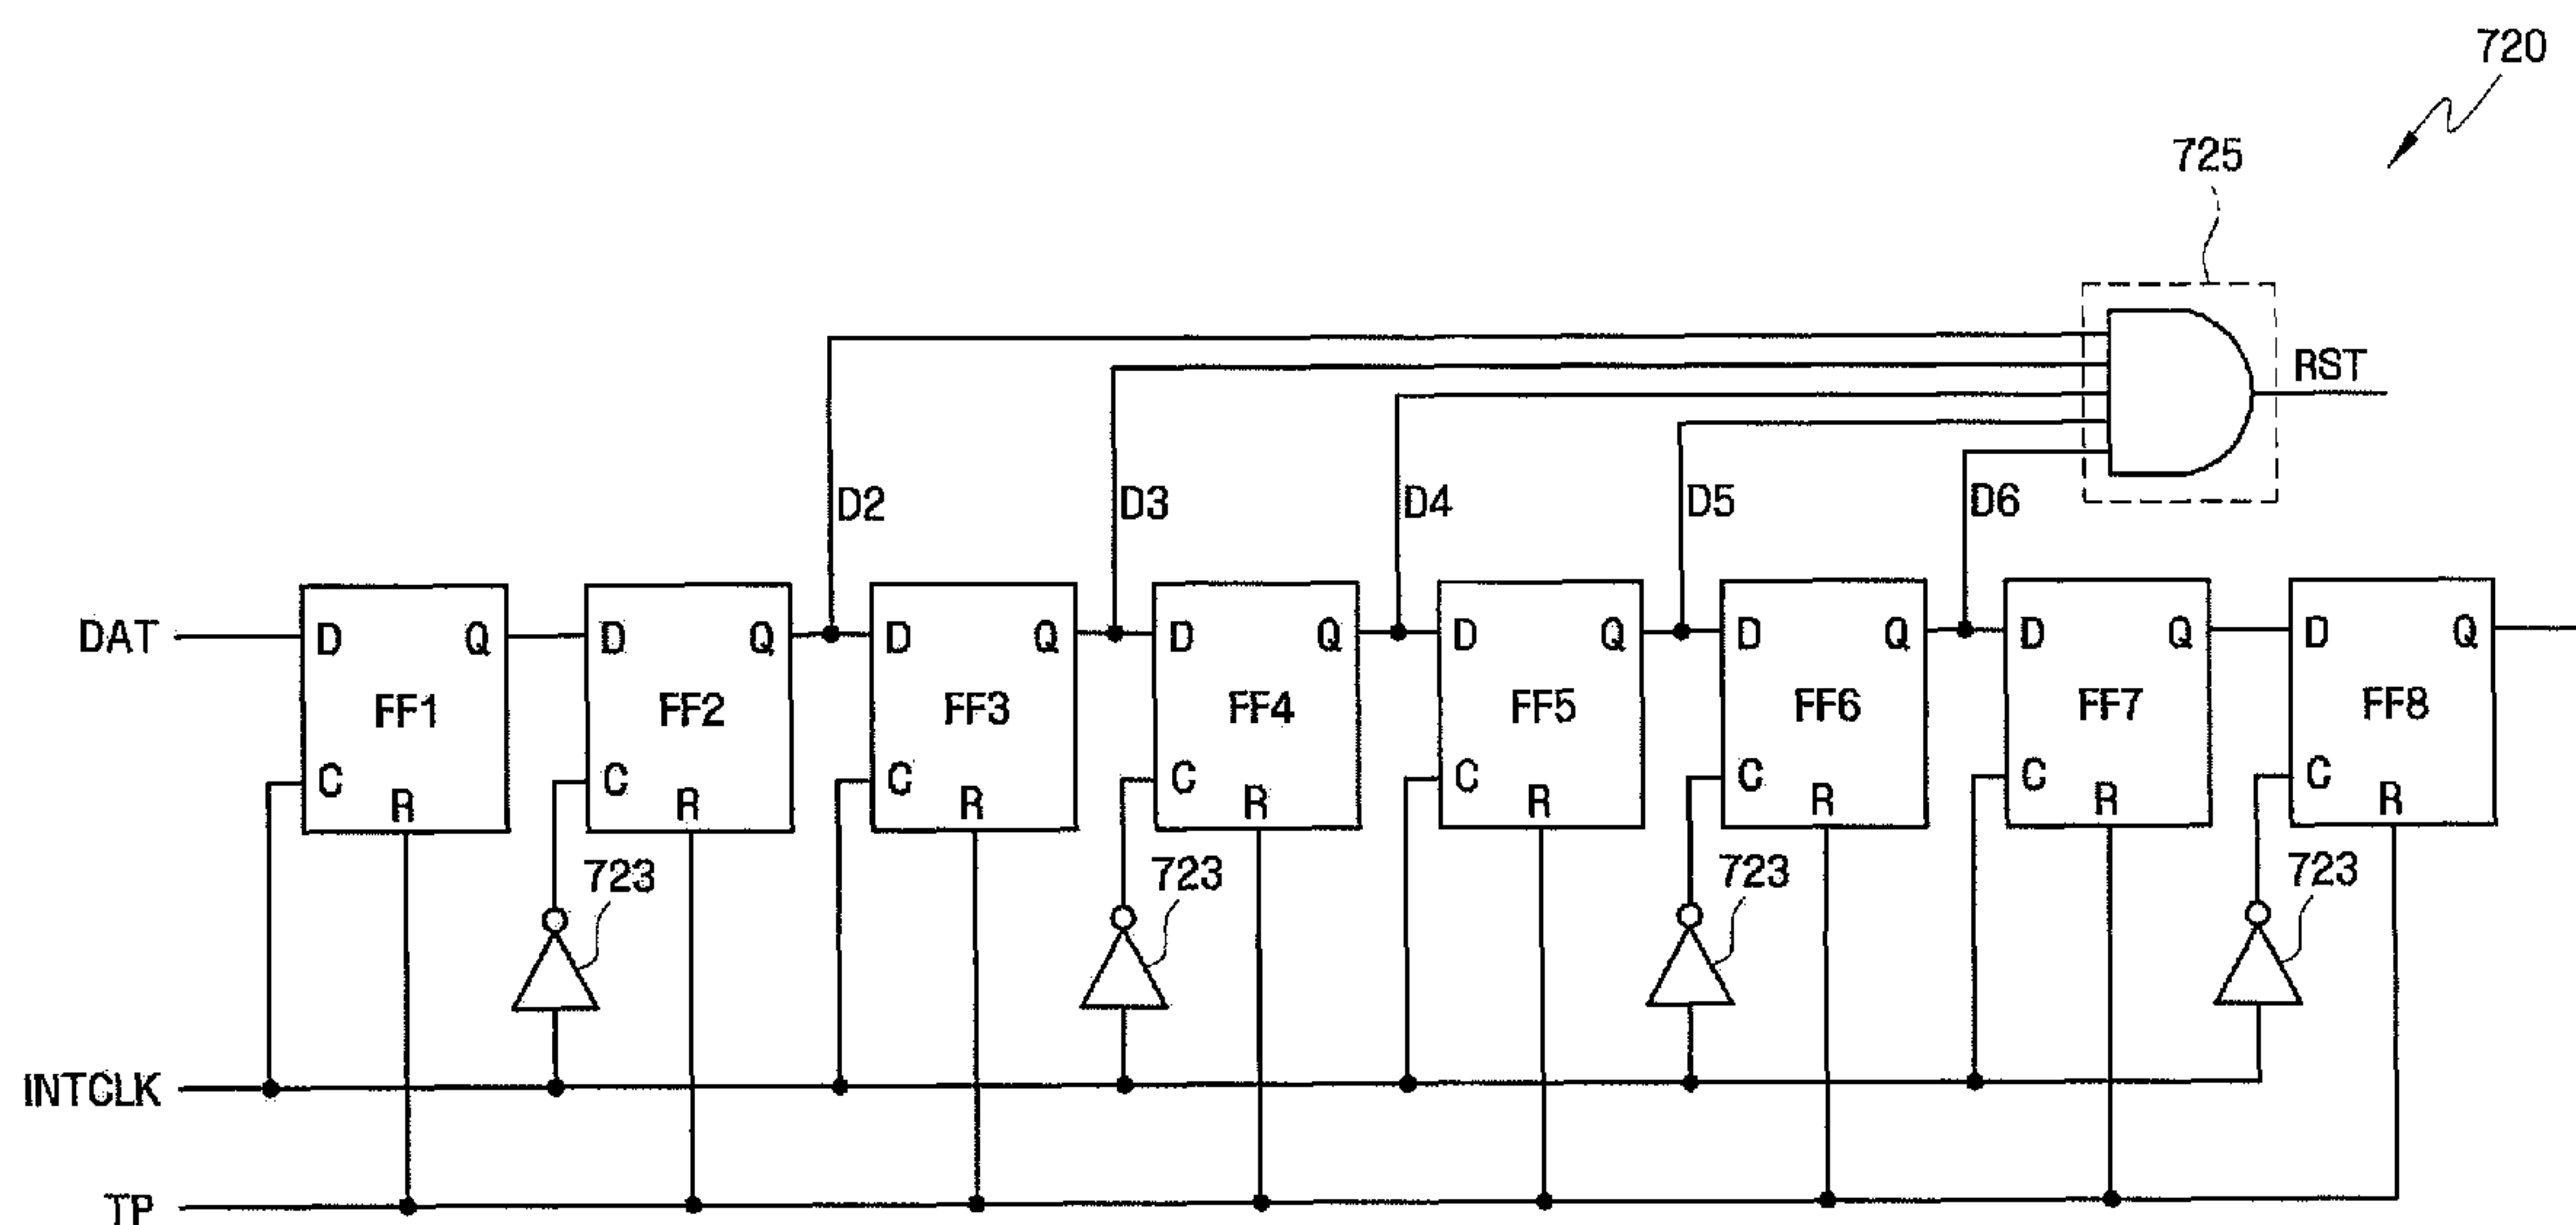 720
725
RST
D2 D3 D4 D5 D6
DAT
D Q D Q D Q D Q D Q D Q D Q D Q
FF1 FF2 FF3 FF4 FF5 FF6 FF7 FF8
C C C C C C C C
R R R R R R R R
723 723 723 723
INTCLK
TP